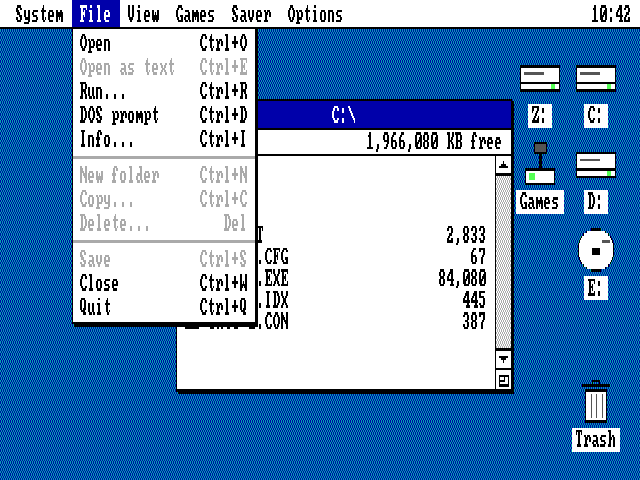 System File View Games Saver Options 10:42
Open Ctrl+O
Open as text Ctrl+E
Run... Ctrl+R
DOS prompt Ctrl+D
Info... Ctrl+I
New folder Ctrl+N
Copy... Ctrl+C
Delete... Del
Save Ctrl+S
Close Ctrl+W
Quit Ctrl+Q
C:\
1,966,080 KB free
2,833
.CFG 67
.EXE 84,080
.IDX 445
.CON 387
Z: C:
Games D:
E:
Trash